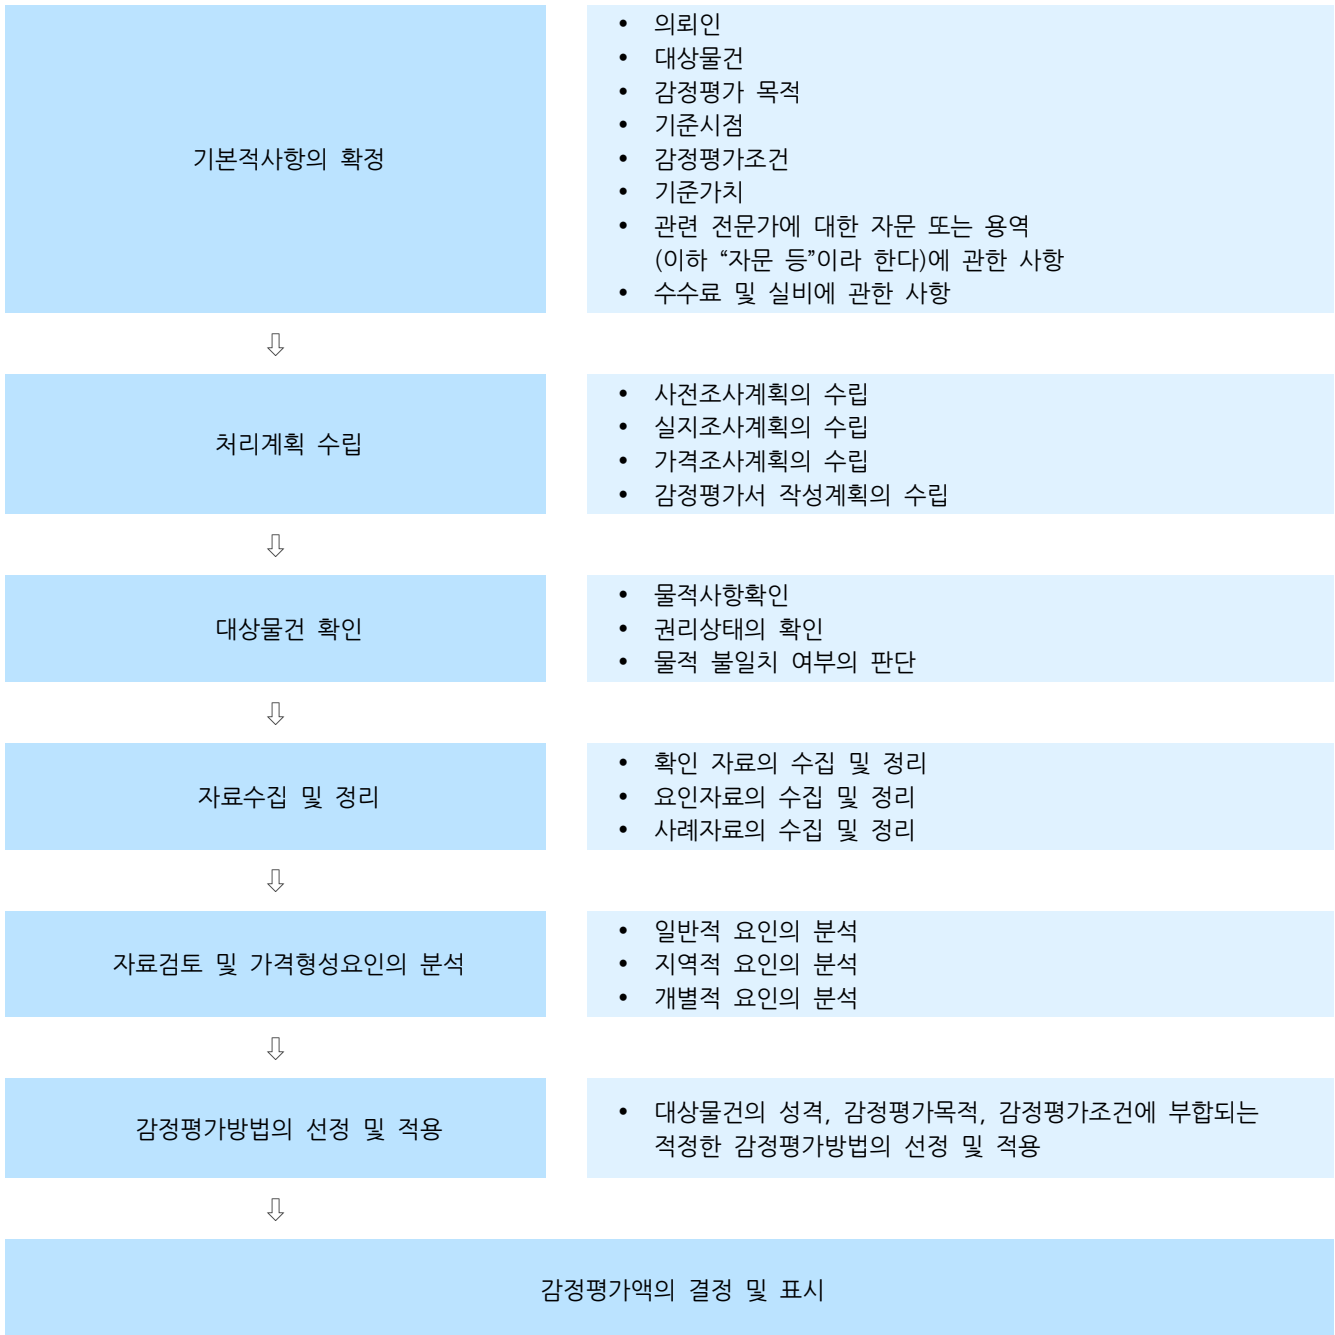 기본적사항의 확정
• 의뢰인
• 대상물건
• 감정평가 목적
• 기준시점
• 감정평가조건
• 기준가치
• 관련 전문가에 대한 자문 또는 용역
(이하 “자문 등”이라 한다)에 관한 사항
• 수수료 및 실비에 관한 사항
⇩
처리계획 수립
• 사전조사계획의 수립
• 실지조사계획의 수립
• 가격조사계획의 수립
• 감정평가서 작성계획의 수립
⇩
대상물건 확인
• 물적사항확인
• 권리상태의 확인
• 물적 불일치 여부의 판단
⇩
자료수집 및 정리
• 확인 자료의 수집 및 정리
• 요인자료의 수집 및 정리
• 사례자료의 수집 및 정리
⇩
자료검토 및 가격형성요인의 분석
• 일반적 요인의 분석
• 지역적 요인의 분석
• 개별적 요인의 분석
⇩
감정평가방법의 선정 및 적용
• 대상물건의 성격, 감정평가목적, 감정평가조건에 부합되는
적정한 감정평가방법의 선정 및 적용
⇩
감정평가액의 결정 및 표시